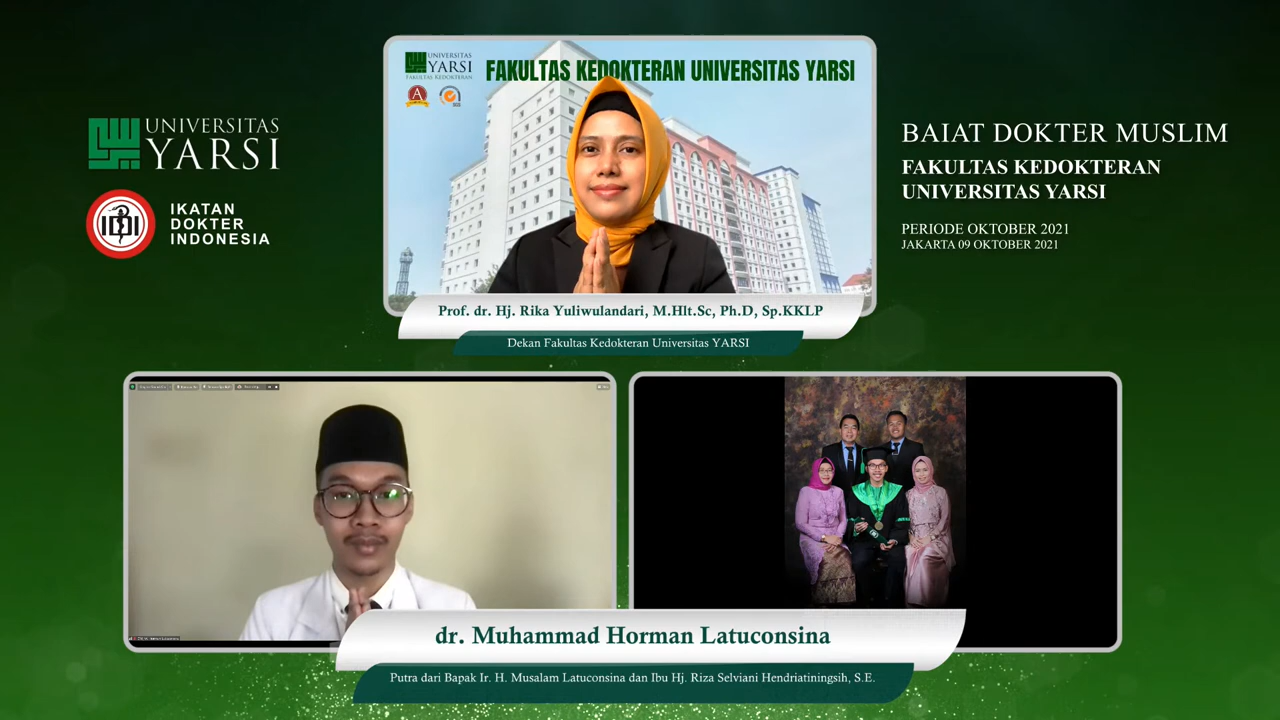 UNIVERSITAS
YARSI
IKATAN
DOKTER
INDONESIA
UNIVERSITAS
YARSI
FAKULTAS KEDOKTERAN
FAKULTAS KEDOKTERAN UNIVERSITAS YARSI
A
Prof. dr. Hj. Rika Yuliwulandari, M.Hlt.Sc, Ph.D, Sp.KKLP
Dekan Fakultas Kedokteran Universitas YARSI
BAIAT DOKTER MUSLIM
FAKULTAS KEDOKTERAN
UNIVERSITAS YARSI
PERIODE OKTOBER 2021
JAKARTA 09 OKTOBER 2021
dr. Muhammad Horman Latuconsina
Putra dari Bapak Ir. H. Musalam Latuconsina dan Ibu Hj. Riza Selviani Hendriatiningsih, S.E.